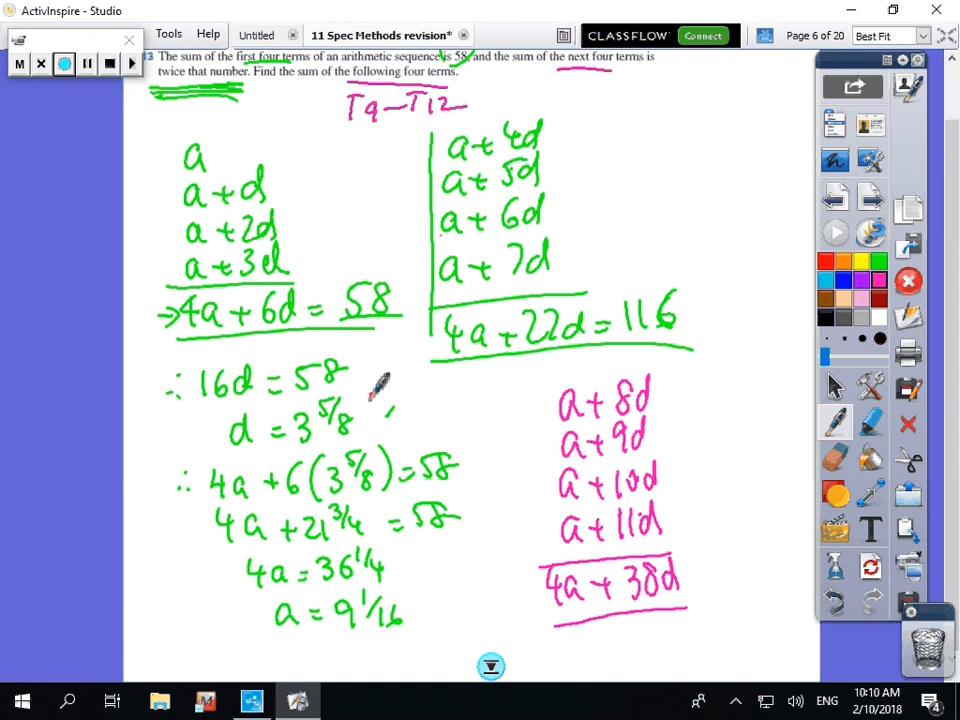 ActivInspire - Studio
Tools Help Untitled 11 Spec Methods revision* CLASSFLOW Connect Page 6 of 20 Best Fit
M
13 The sum of the first four terms of an arithmetic sequence is 58, and the sum of the next four terms is
twice that number. Find the sum of the following four terms.
T9-T12
a
a + d
a + 2d
a + 3d
→ 4a + 6d = 58
a + 4d
a + 5d
a + 6d
a + 7d
4a + 22d = 116
∴ 16d = 58
d = 3 5/8
∴ 4a + 6(3 5/8) = 58
4a + 21 3/4 = 58
4a = 36 1/4
a = 9 1/16
a + 8d
a + 9d
a + 10d
a + 11d
4a + 38d
T
ENG
10:10 AM
2/10/2018
4